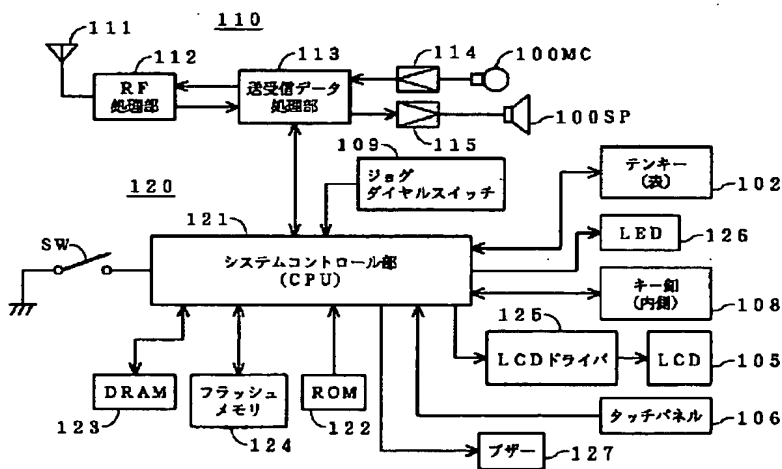 111
110
112
113
114
100MC
RF
処理部
送受信データ
処理部
115
100SP
109
ジョグ
ダイヤルスイッチ
テンキー
(表)
102
120
121
SW
システムコントロール部
(CPU)
LED
126
キー釦
(内側)
108
125
LCDドライバ
LCD
105
DRAM
123
フラッシュ
メモリ
124
ROM
122
タッチパネル
106
ブザー
127